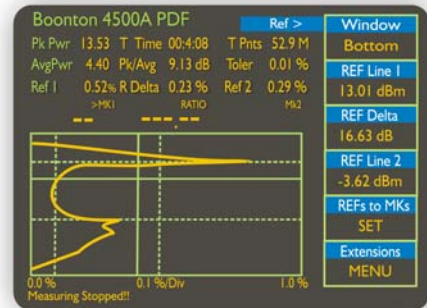 Boonton 4500A PDF
Ref >
Pk Pwr 13.53 T Time 00:4:08 T Pnts 52.9 M
AvgPwr 4.40 Pk/Avg 9.13 dB Toler 0.01 %
Ref 1 0.52% R Delta 0.23 % Ref 2 0.29 %
>MK1 RATIO Mk2
-- --- --
0.0 % 0.1 %/Div 1.0 %
Measuring Stopped!!
Window
Bottom
REF Line 1
13.01 dBm
REF Delta
16.63 dB
REF Line 2
-3.62 dBm
REFs to MKs
SET
Extensions
MENU